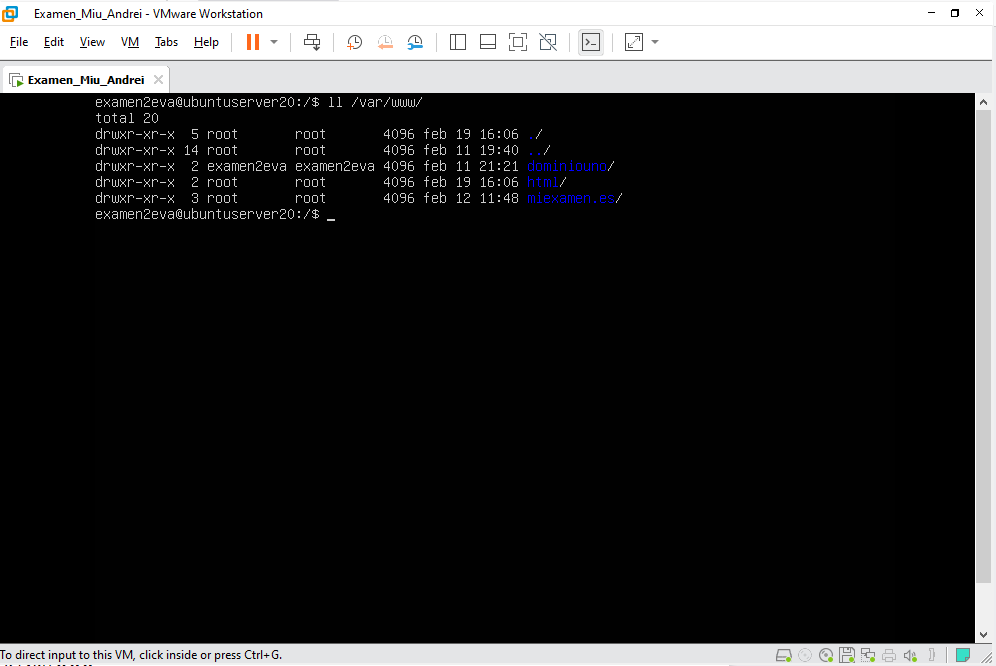 Examen_Miu_Andrei - VMware Workstation
File Edit View VM Tabs Help
Examen_Miu_Andrei
examen2eva@ubuntuserver20:/$ ll /var/www/
total 20
drwxr-xr-x 5 root root 4096 feb 19 16:06 ./
drwxr-xr-x 14 root root 4096 feb 11 19:40 ../
drwxr-xr-x 2 examen2eva examen2eva 4096 feb 11 21:21 dominiouno/
drwxr-xr-x 2 root root 4096 feb 19 16:06 html/
drwxr-xr-x 3 root root 4096 feb 12 11:48 miexamen.es/
examen2eva@ubuntuserver20:/$ _
To direct input to this VM, click inside or press Ctrl+G.